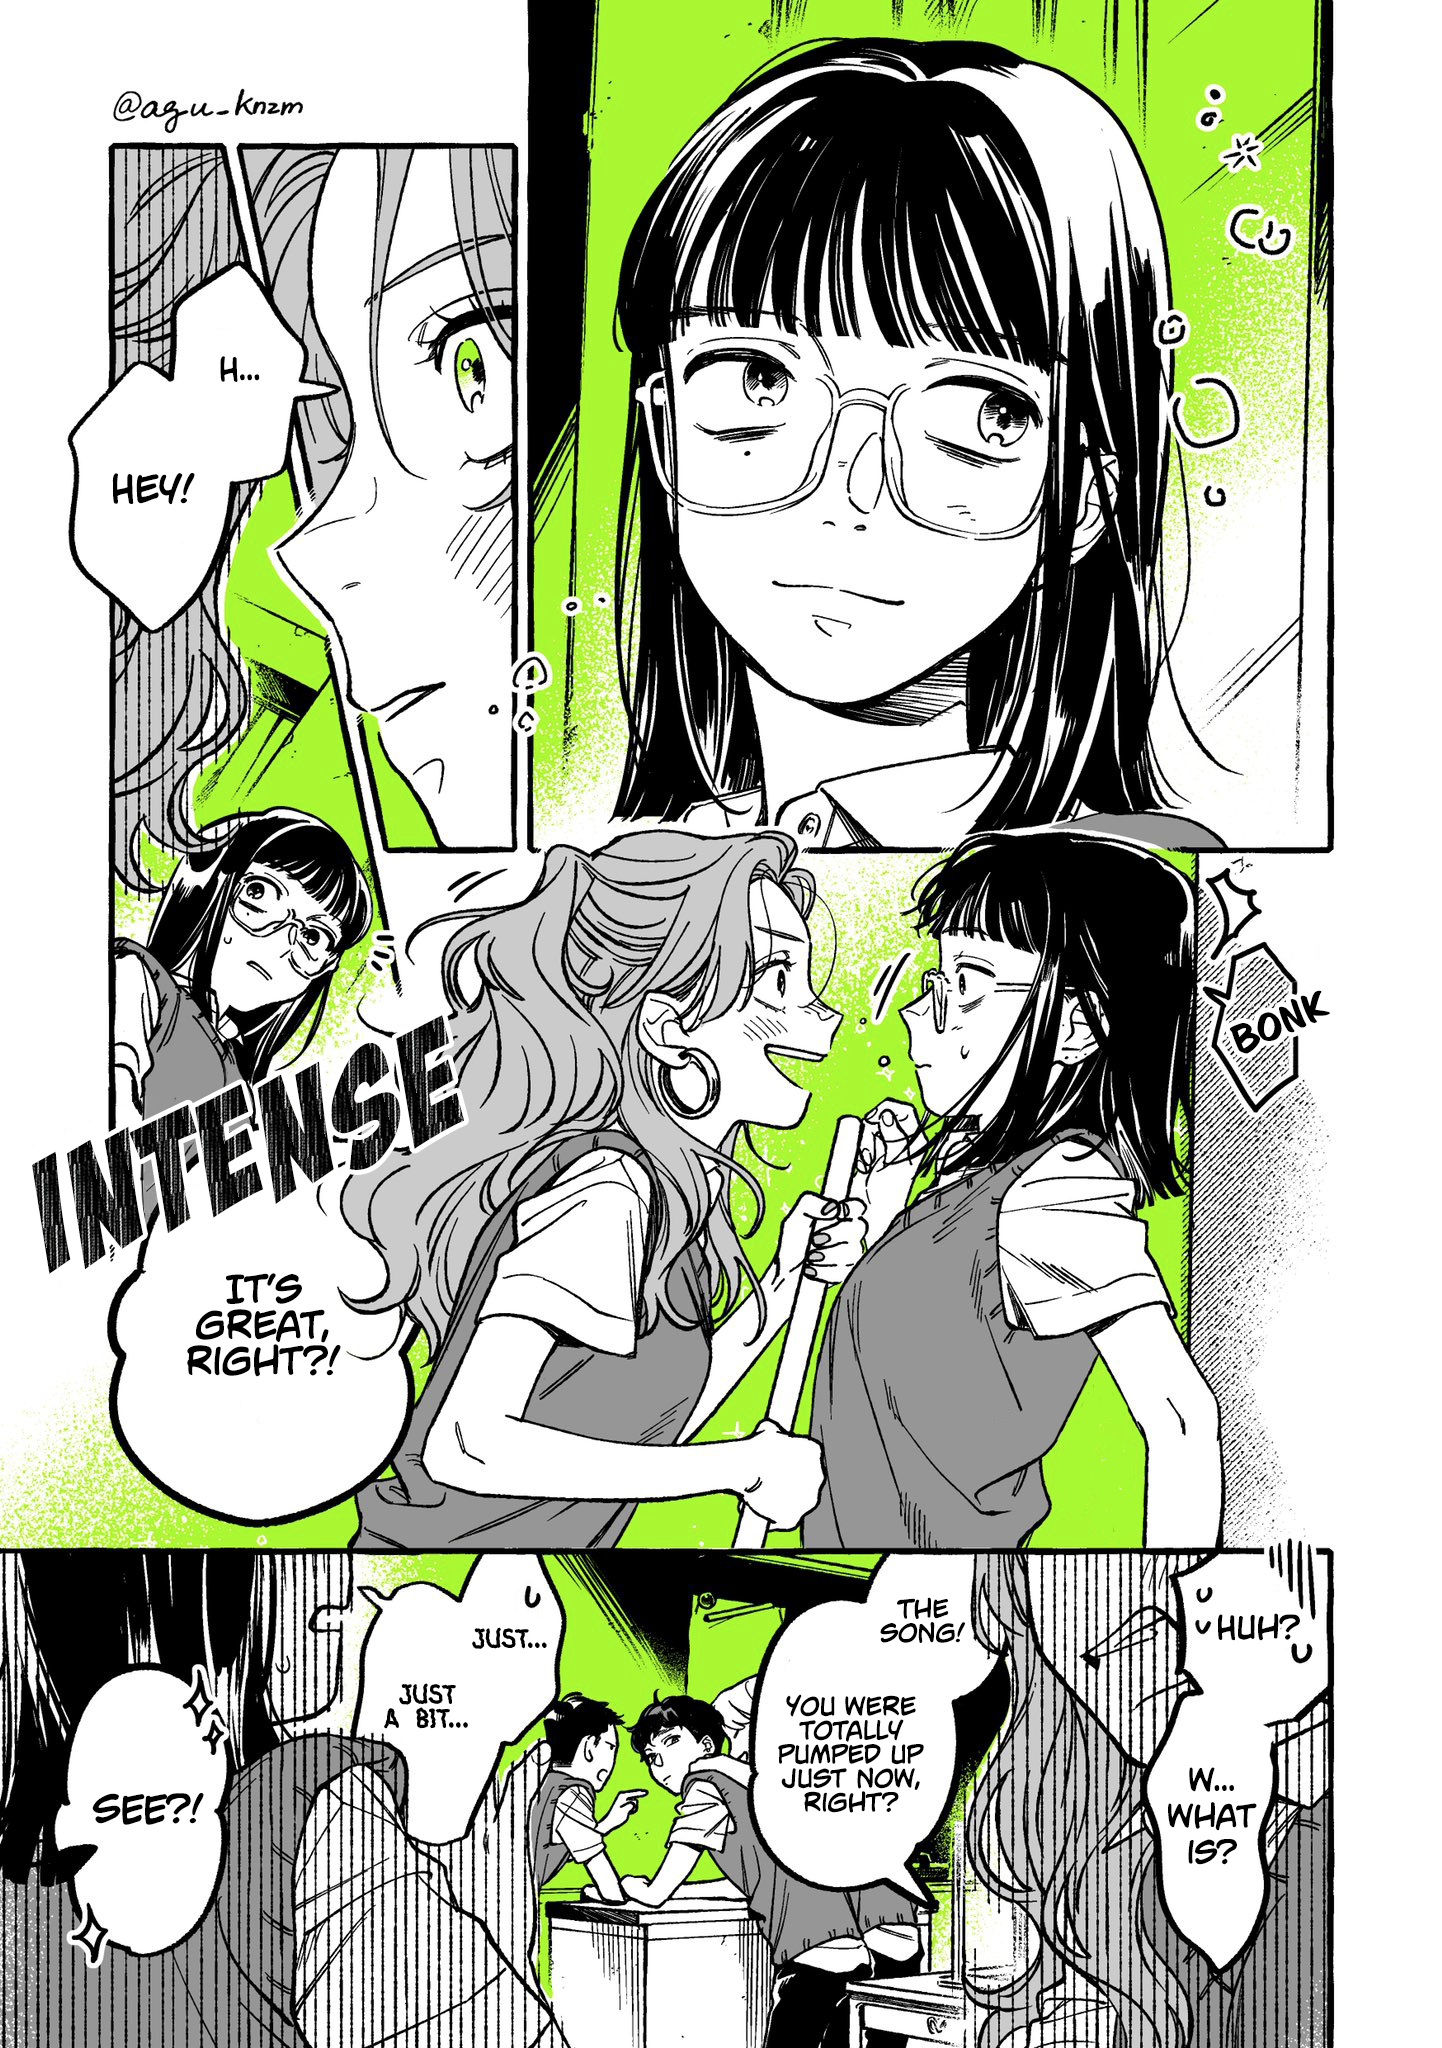 @agu_knzm
H...
HEY!
BONK
INTENSE
IT'S
GREAT,
RIGHT?!
HUH?
W...
WHAT
IS?
THE
SONG!
YOU WERE
TOTALLY
PUMPED UP
JUST NOW,
RIGHT?
JUST...
JUST
A BIT...
SEE?!